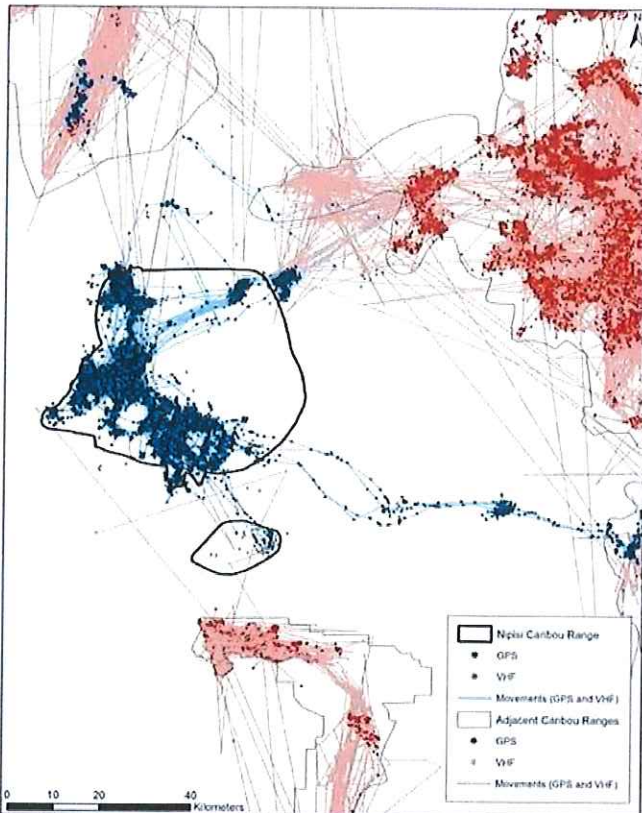 Nipisi Caribou Range
GPS
VHF
Movements (GPS and VHF)
Adjacent Caribou Ranges
GPS
VHF
Movements (GPS and VHF)
0 10 20 40
Kilometers